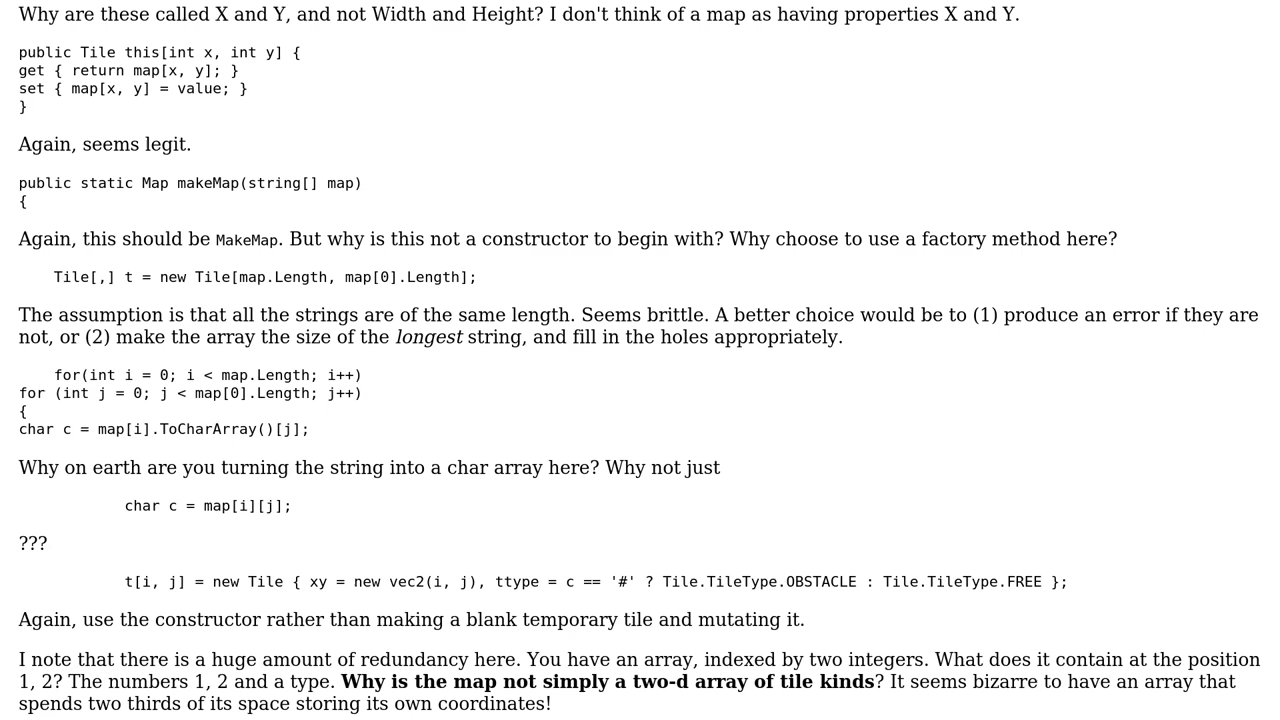 Why are these called X and Y, and not Width and Height? I don't think of a map as having properties X and Y.
public Tile this[int x, int y] {
get { return map[x, y]; }
set { map[x, y] = value; }
}
Again, seems legit.
public static Map makeMap(string[] map)
{
Again, this should be MakeMap. But why is this not a constructor to begin with? Why choose to use a factory method here?
Tile[,] t = new Tile[map.Length, map[0].Length];
The assumption is that all the strings are of the same length. Seems brittle. A better choice would be to (1) produce an error if they are
not, or (2) make the array the size of the longest string, and fill in the holes appropriately.
for(int i = 0; i < map.Length; i++)
for (int j = 0; j < map[0].Length; j++)
{
char c = map[i].ToCharArray()[j];
Why on earth are you turning the string into a char array here? Why not just
char c = map[i][j];
???
t[i, j] = new Tile { xy = new vec2(i, j), ttype = c == '#' ? Tile.TileType.OBSTACLE : Tile.TileType.FREE };
Again, use the constructor rather than making a blank temporary tile and mutating it.
I note that there is a huge amount of redundancy here. You have an array, indexed by two integers. What does it contain at the position
1, 2? The numbers 1, 2 and a type. Why is the map not simply a two-d array of tile kinds? It seems bizarre to have an array that
spends two thirds of its space storing its own coordinates!